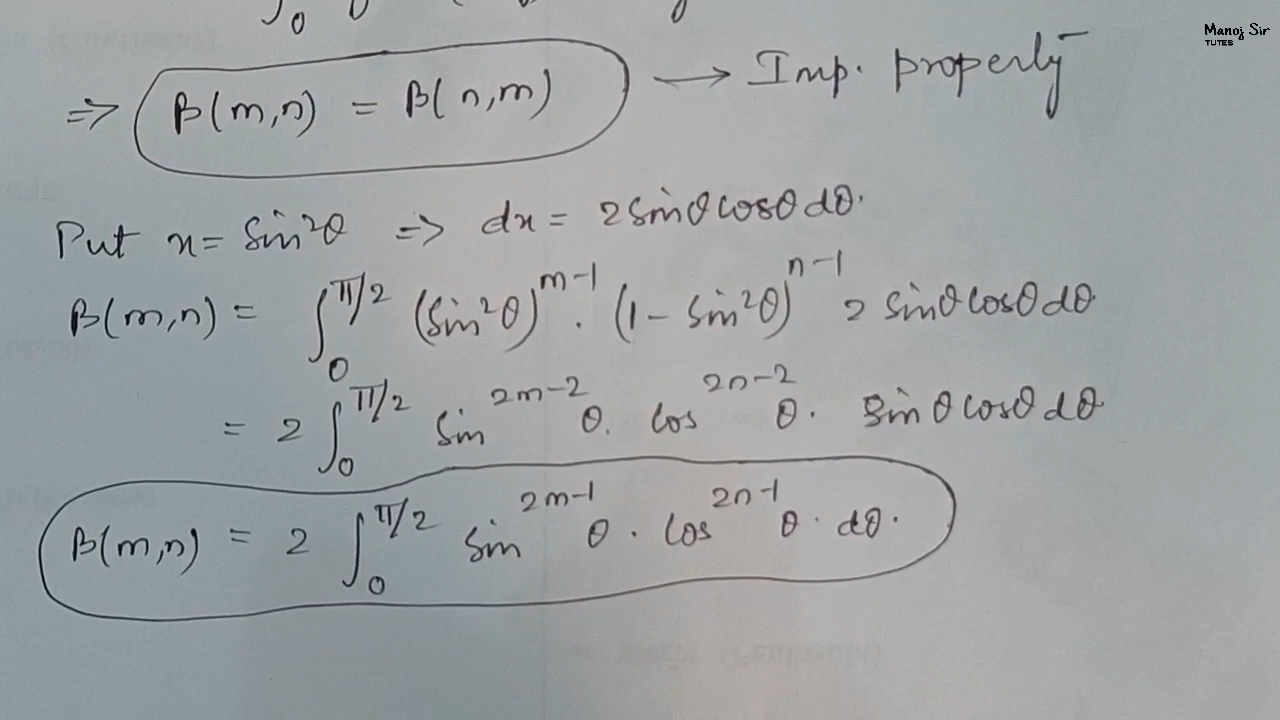 Manoj Sir
TUTES
=> β(m,n) = β(n,m) → Imp. property
Put x = sin²θ => dx = 2 sinθ cosθ dθ.
β(m,n) = ∫₀^π/2 (sin²θ)^m-1 . (1 - sin²θ)^n-1 2 sinθ cosθ dθ
= 2 ∫₀^π/2 sin^2m-2 θ. cos^2n-2 θ. sinθ cosθ dθ
β(m,n) = 2 ∫₀^π/2 sin^2m-1 θ . cos^2n-1 θ . dθ.